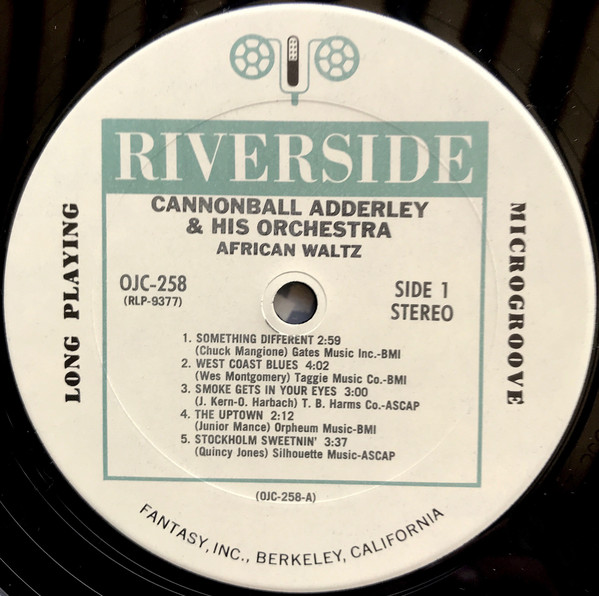 RIVERSIDE
CANNONBALL ADDERLEY
& HIS ORCHESTRA
AFRICAN WALTZ
OJC-258
(RLP-9377)
SIDE 1
STEREO
LONG PLAYING
MICROGROOVE
1. SOMETHING DIFFERENT 2:59
(Chuck Mangione) Gates Music Inc.-BMI
2. WEST COAST BLUES 4:02
(Wes Montgomery) Taggie Music Co.-BMI
3. SMOKE GETS IN YOUR EYES 3:00
(J. Kern-O. Harbach) T. B. Harms Co.-ASCAP
4. THE UPTOWN 2:12
(Junior Mance) Orpheum Music-BMI
5. STOCKHOLM SWEETNIN' 3:37
(Quincy Jones) Silhouette Music-ASCAP
(OJC-258-A)
FANTASY, INC., BERKELEY, CALIFORNIA